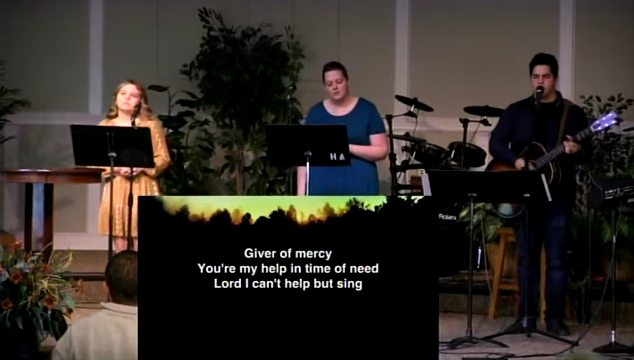 H A
Giver of mercy
You're my help in time of need
Lord I can't help but sing